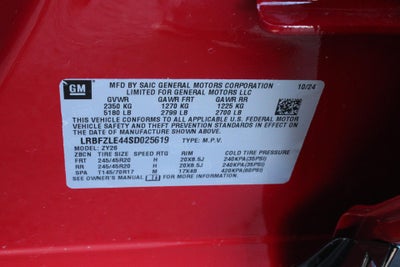 GM
MFD BY SAIC GENERAL MOTORS CORPORATION 10/24
LIMITED FOR GENERAL MOTORS LLC
GVWR GAWR FRT GAWR RR
2350 KG 1270 KG 1225 KG
5180 LB 2799 LB 2700 LB
THIS VEHICLE CONFORMS TO ALL APPLICABLE U.S.
FEDERAL MOTOR VEHICLE SAFETY, BUMPER, AND
THEFT PREVENTION STANDARDS IN EFFECT ON THE
DATE OF MANUFACTURE SHOWN ABOVE.
LRBFZLE44SD025619 TYPE: M.P.V.
MODEL: ZY26
ZBCN TIRE SIZE SPEED RTG RIM COLD TIRE PRESSURE
FRT 245/45R20 V 20X8.5J 240KPA(35PSI)
RR 245/45R20 V 20X8.5J 240KPA(35PSI)
SPA T145/70R17 M 17X4B 420KPA(60PSI)
SEE OWNER'S MANUAL FOR MORE INFORMATION.